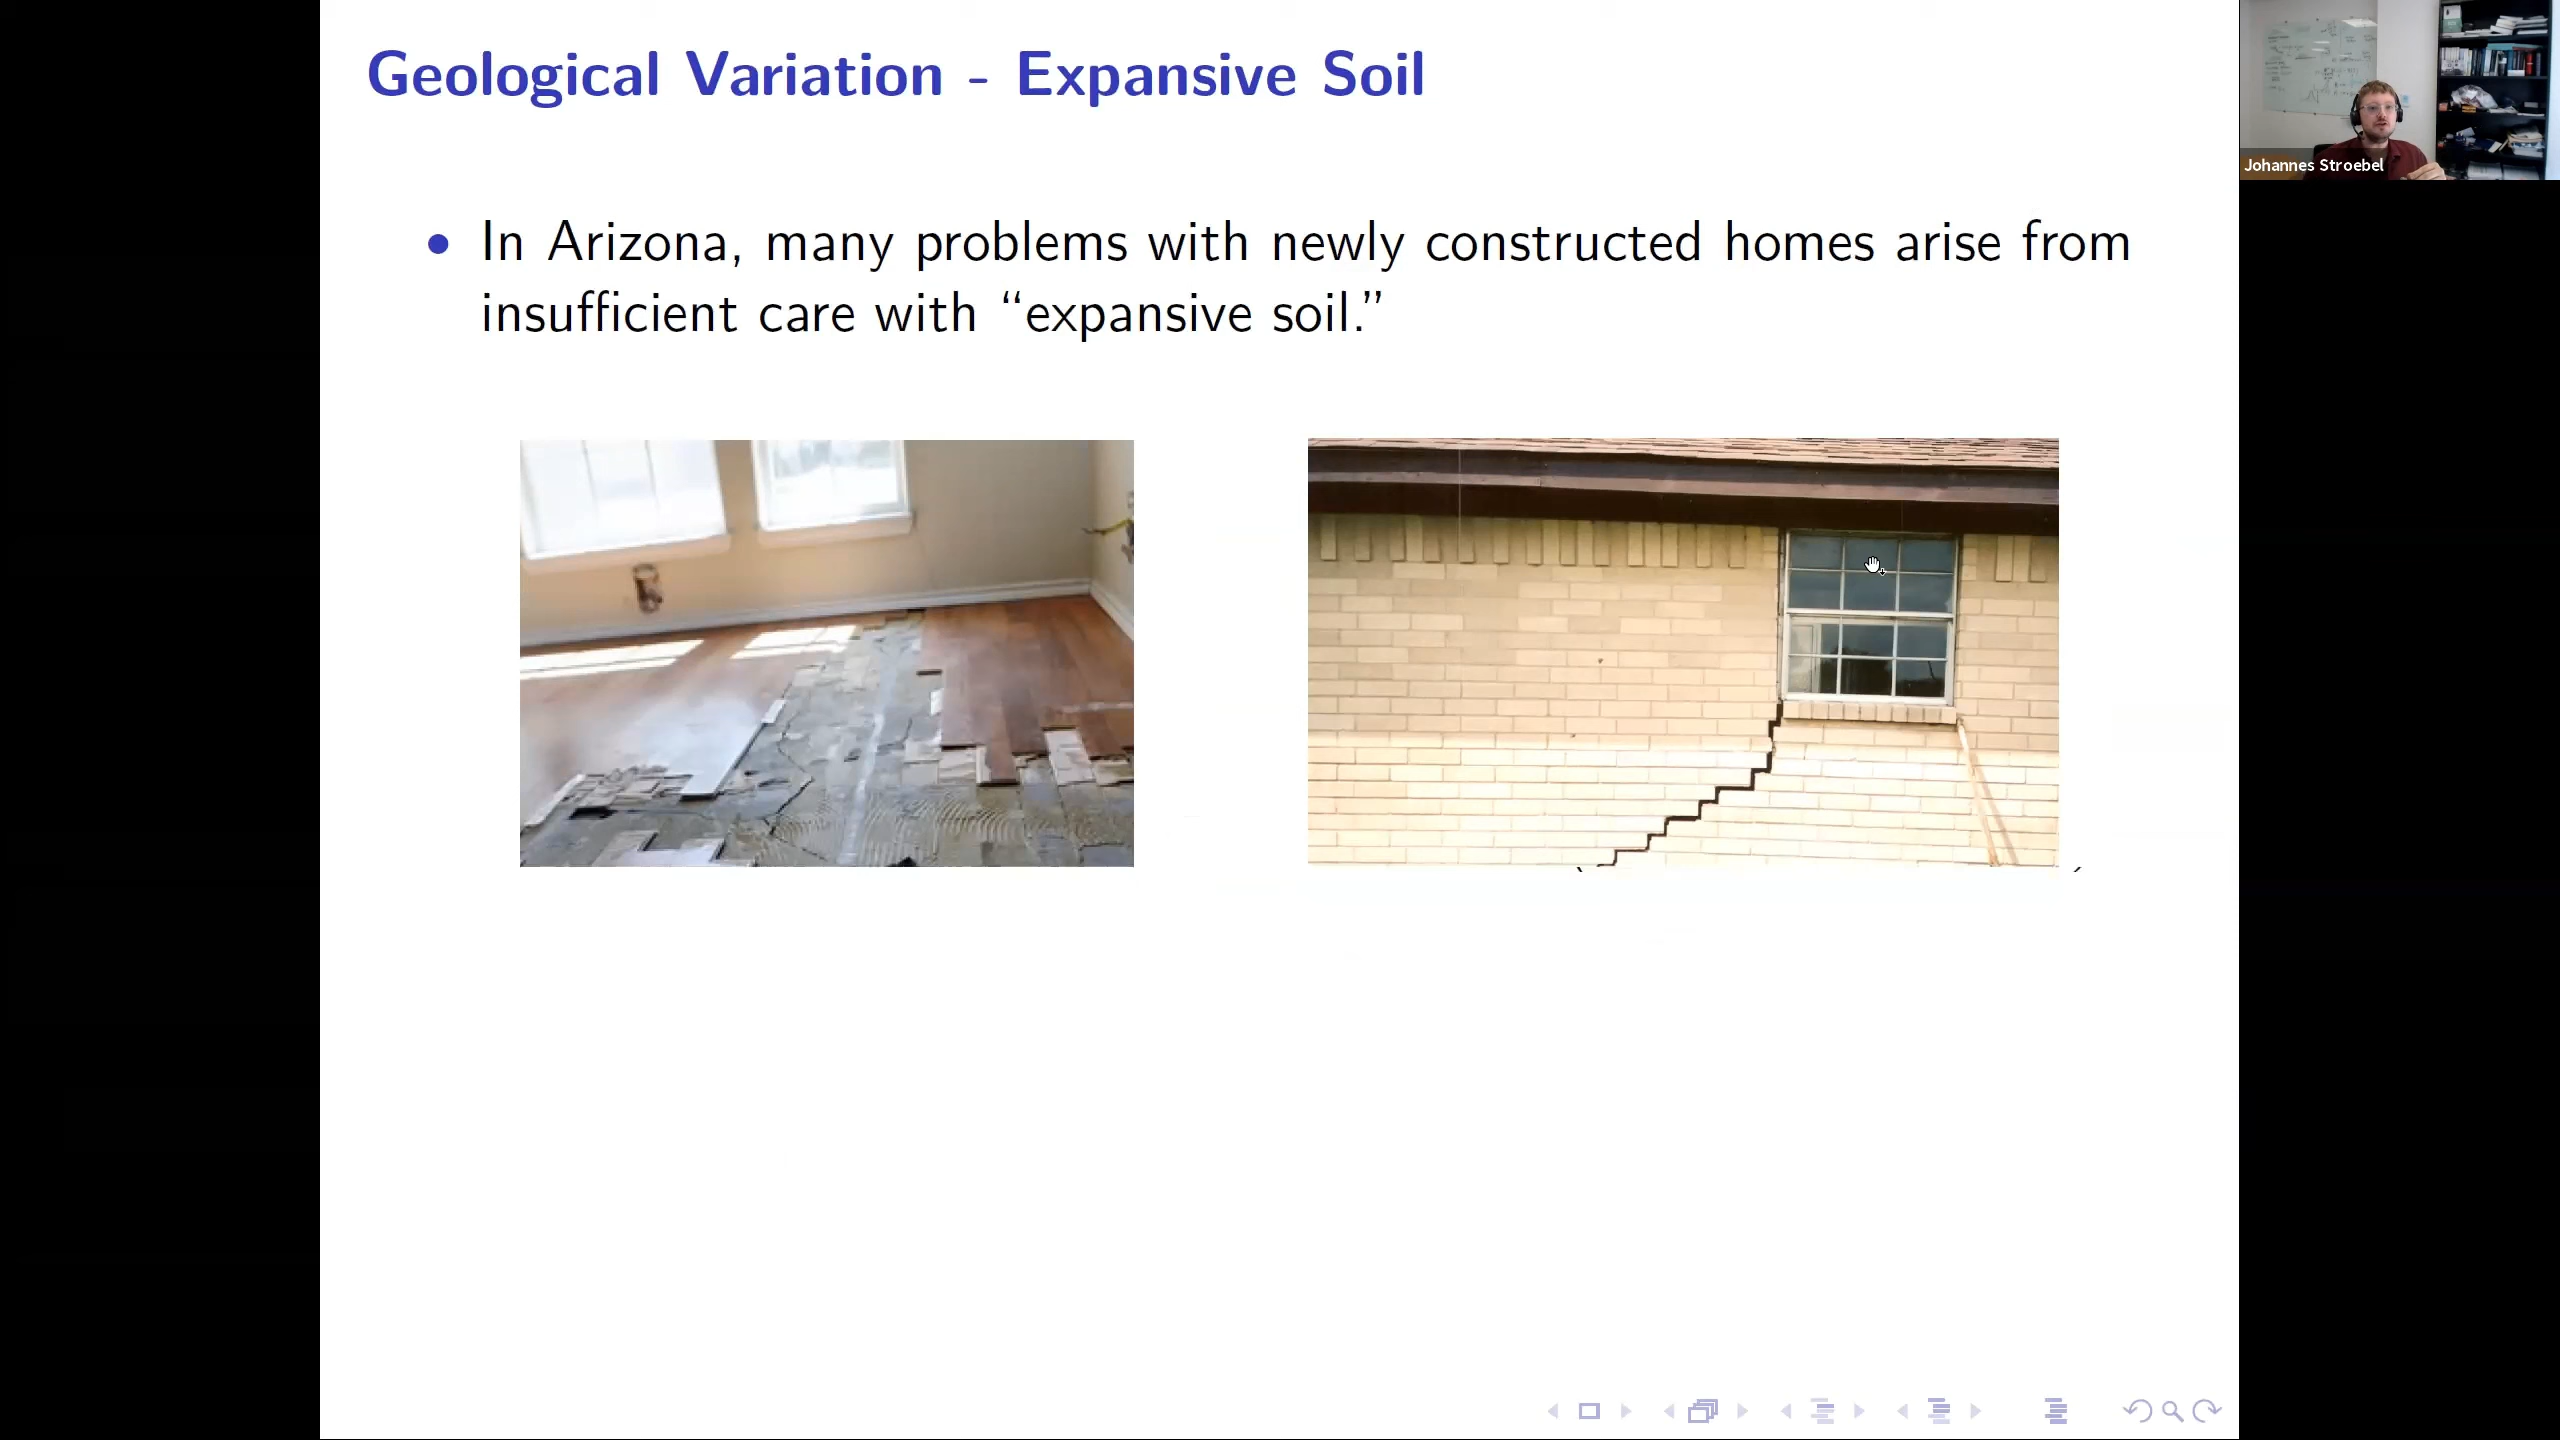 Geological Variation - Expansive Soil
Johannes Stroebel
• In Arizona, many problems with newly constructed homes arise from
insufficient care with “expansive soil.”